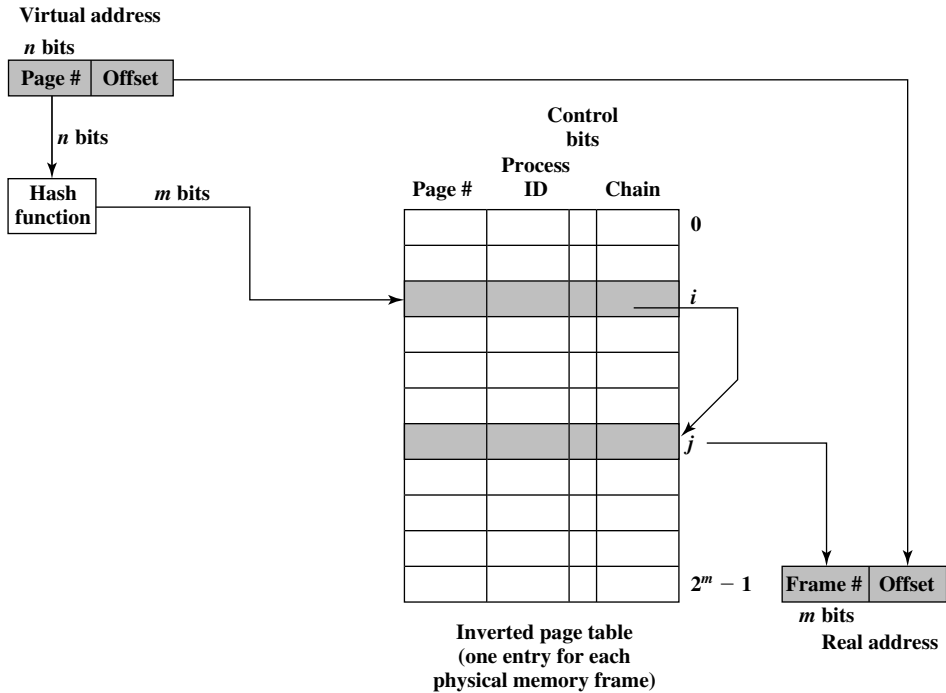 Virtual address
n bits
Page # Offset
n bits
Hash
function
m bits
Control
bits
Process
Page # ID Chain
0
i
j
2^m − 1
Frame # Offset
m bits
Real address
Inverted page table
(one entry for each
physical memory frame)